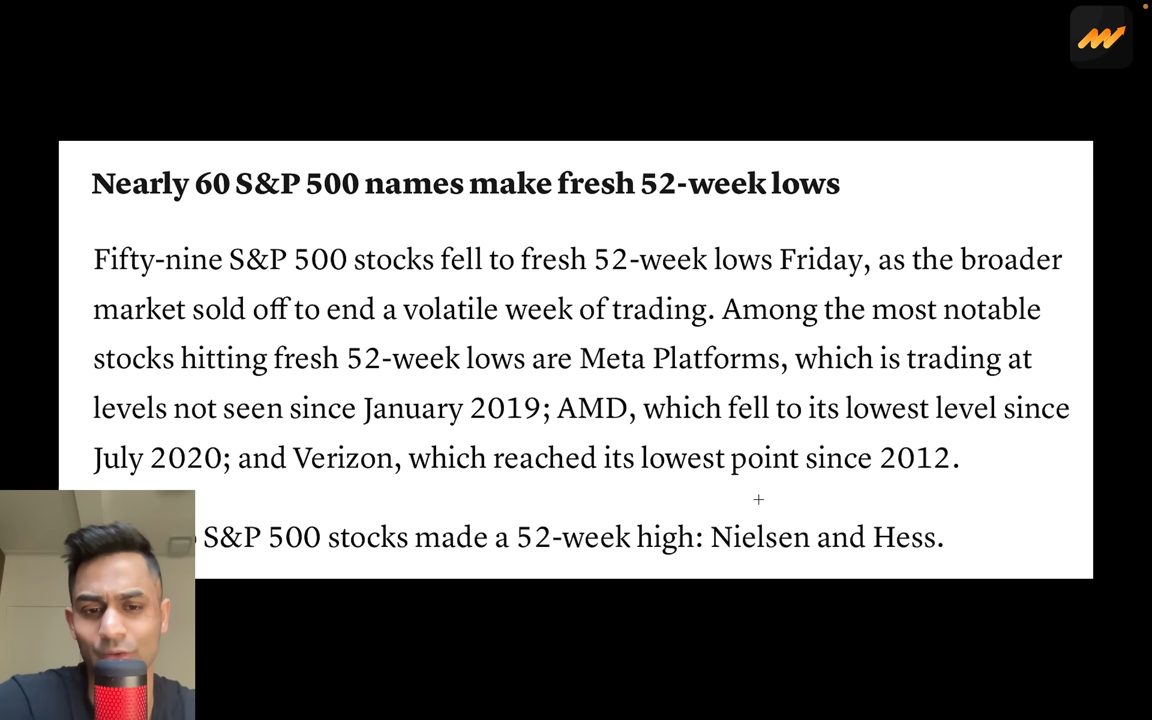 Nearly 60 S&P 500 names make fresh 52-week lows
Fifty-nine S&P 500 stocks fell to fresh 52-week lows Friday, as the broader
market sold off to end a volatile week of trading. Among the most notable
stocks hitting fresh 52-week lows are Meta Platforms, which is trading at
levels not seen since January 2019; AMD, which fell to its lowest level since
July 2020; and Verizon, which reached its lowest point since 2012.
S&P 500 stocks made a 52-week high: Nielsen and Hess.